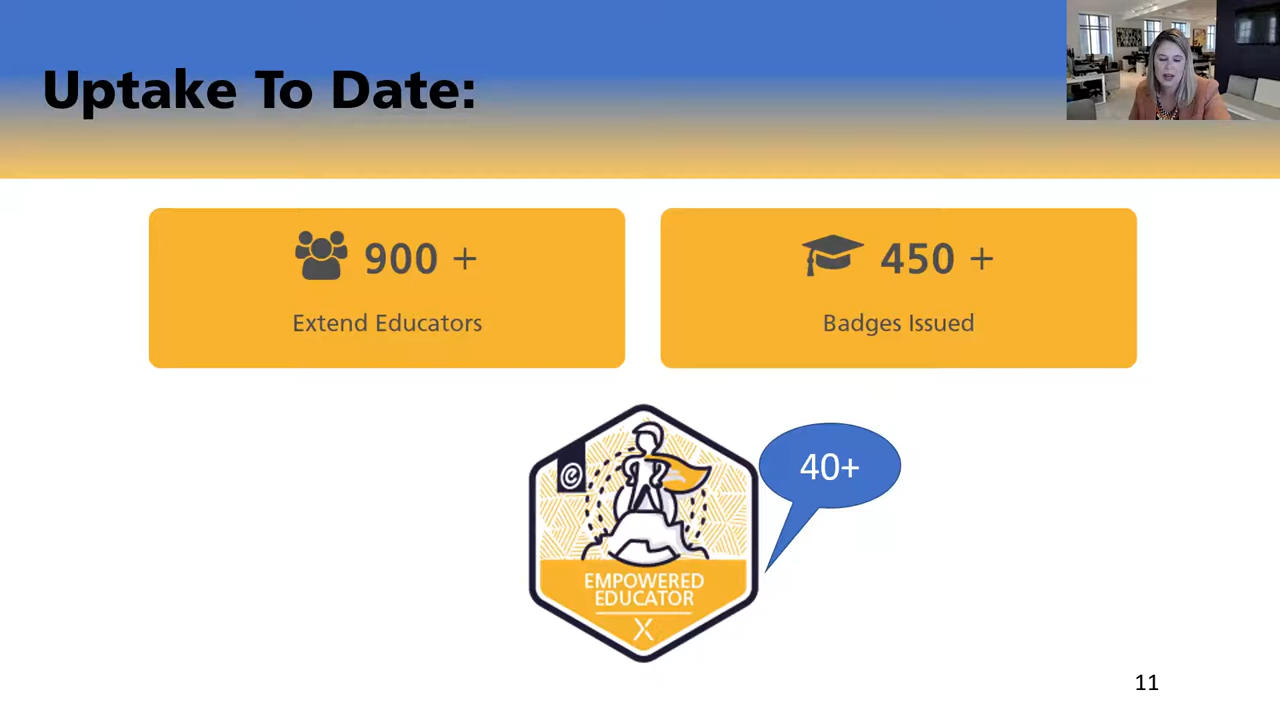 Uptake To Date:
900 +
Extend Educators
450 +
Badges Issued
40+
e
EMPOWERED
EDUCATOR
X
11